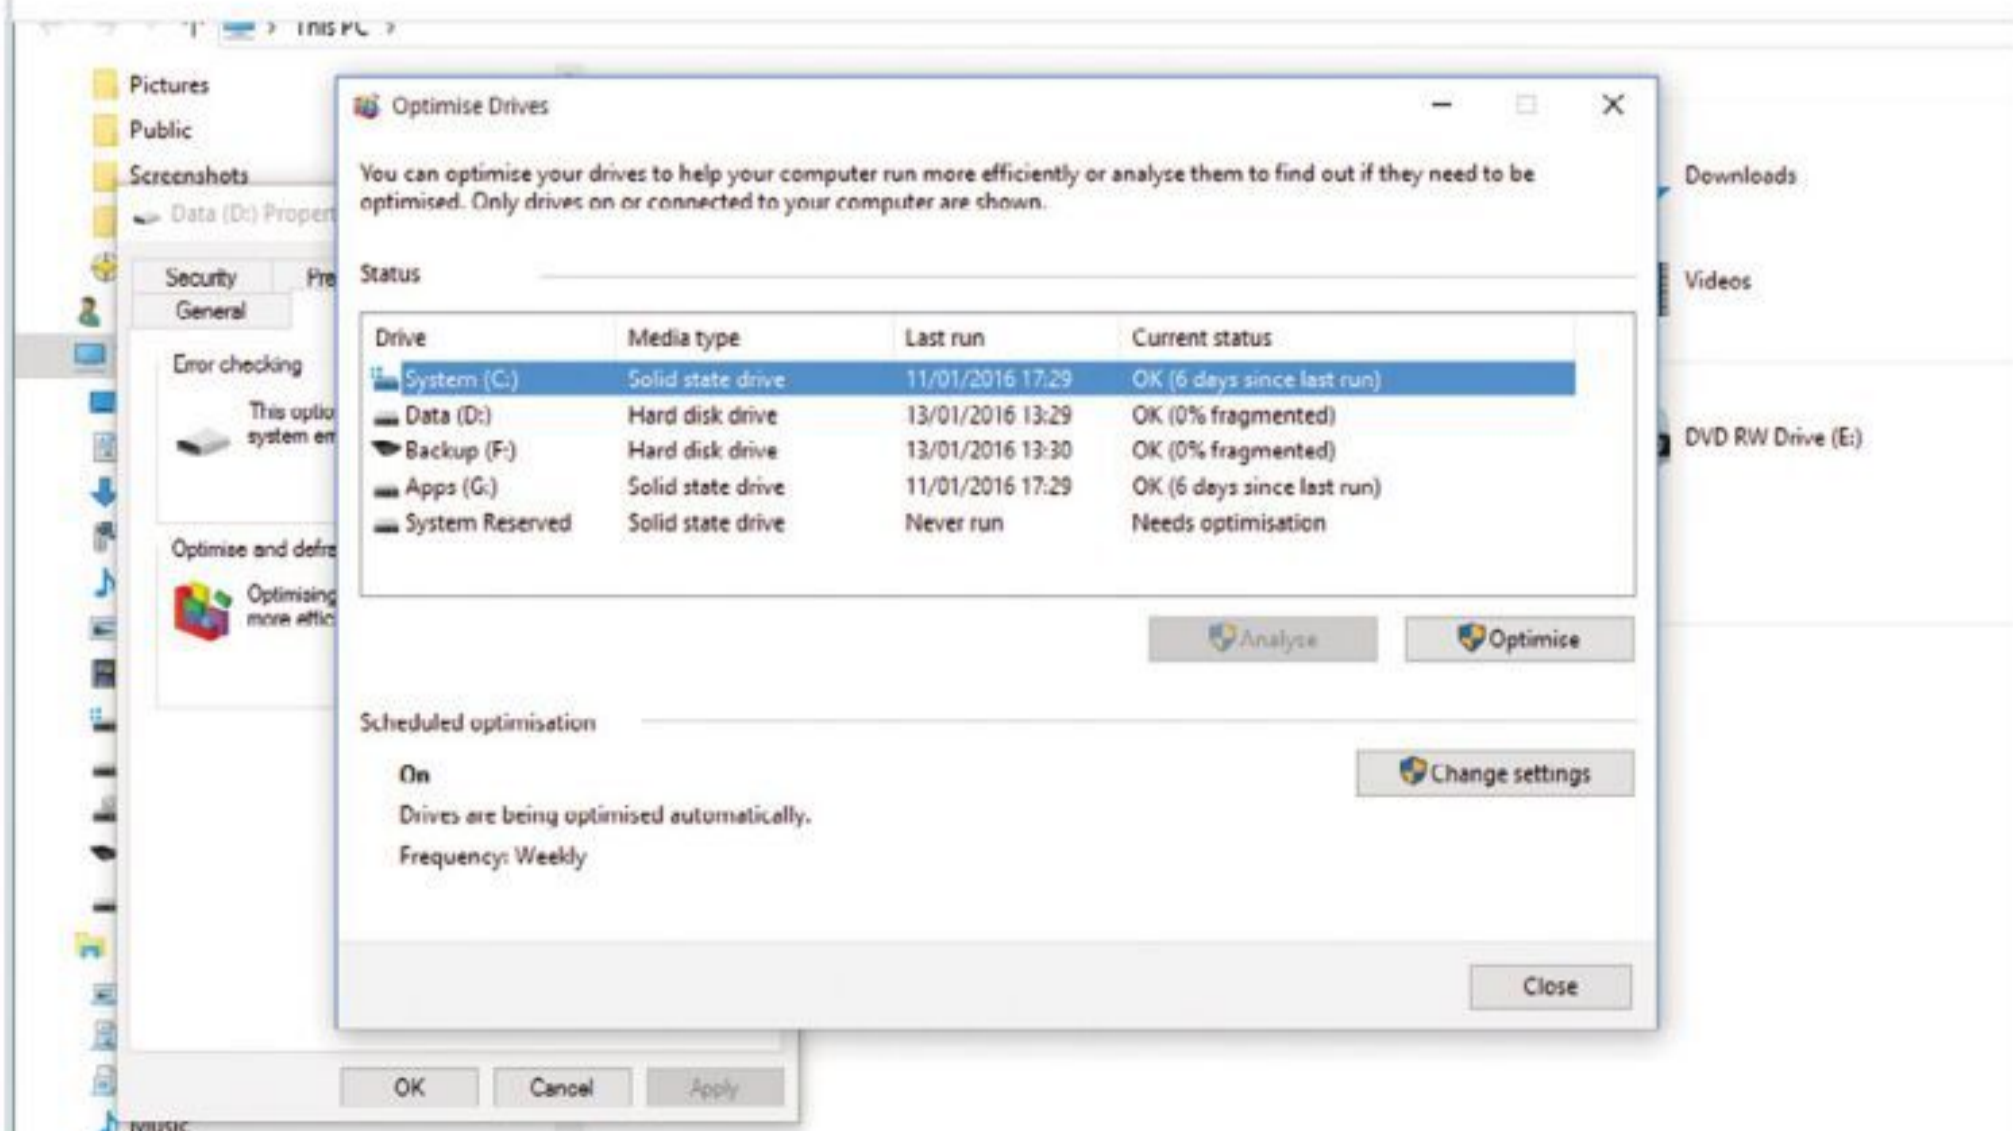 This PC
Pictures
Public
Screenshots
Data (D:) Propert
Security
Pre
General
Error checking
This optio
system err
Optimise and defra
Optimising
more effic
OK
Cancel
Apply
Music
Optimise Drives
You can optimise your drives to help your computer run more efficiently or analyse them to find out if they need to be
optimised. Only drives on or connected to your computer are shown.
Status
Drive Media type Last run Current status
System (C:) Solid state drive 11/01/2016 17:29 OK (6 days since last run)
Data (D:) Hard disk drive 13/01/2016 13:29 OK (0% fragmented)
Backup (F:) Hard disk drive 13/01/2016 13:30 OK (0% fragmented)
Apps (G:) Solid state drive 11/01/2016 17:29 OK (6 days since last run)
System Reserved Solid state drive Never run Needs optimisation
Analyse Optimise
Scheduled optimisation
On
Change settings
Drives are being optimised automatically.
Frequency: Weekly
Close
Downloads
Videos
DVD RW Drive (E:)